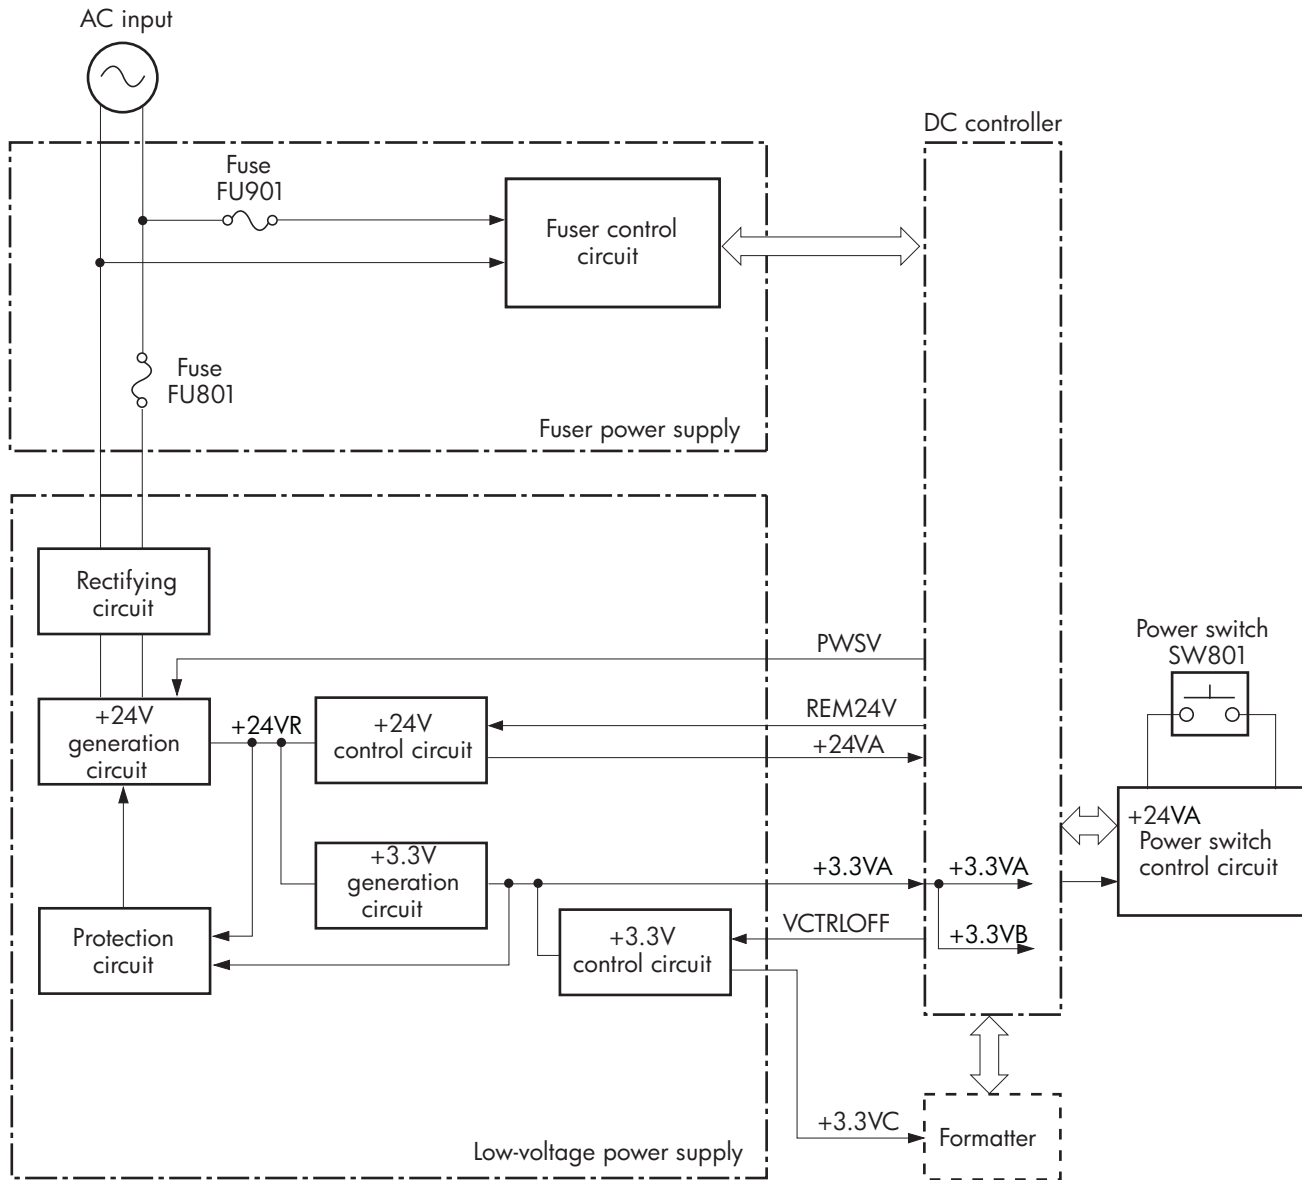 AC input
DC controller
Fuse
FU901
Fuser control
circuit
Fuse
FU801
Fuser power supply
Rectifying
circuit
Power switch
SW801
PWSV
+24V
generation
circuit
+24VR
+24V
control circuit
REM24V
+24VA
+24VA
Power switch
control circuit
+3.3V
generation
circuit
+3.3VA
+3.3VA
Protection
circuit
+3.3V
control circuit
VCTRLOFF
+3.3VB
+3.3VC
Formatter
Low-voltage power supply